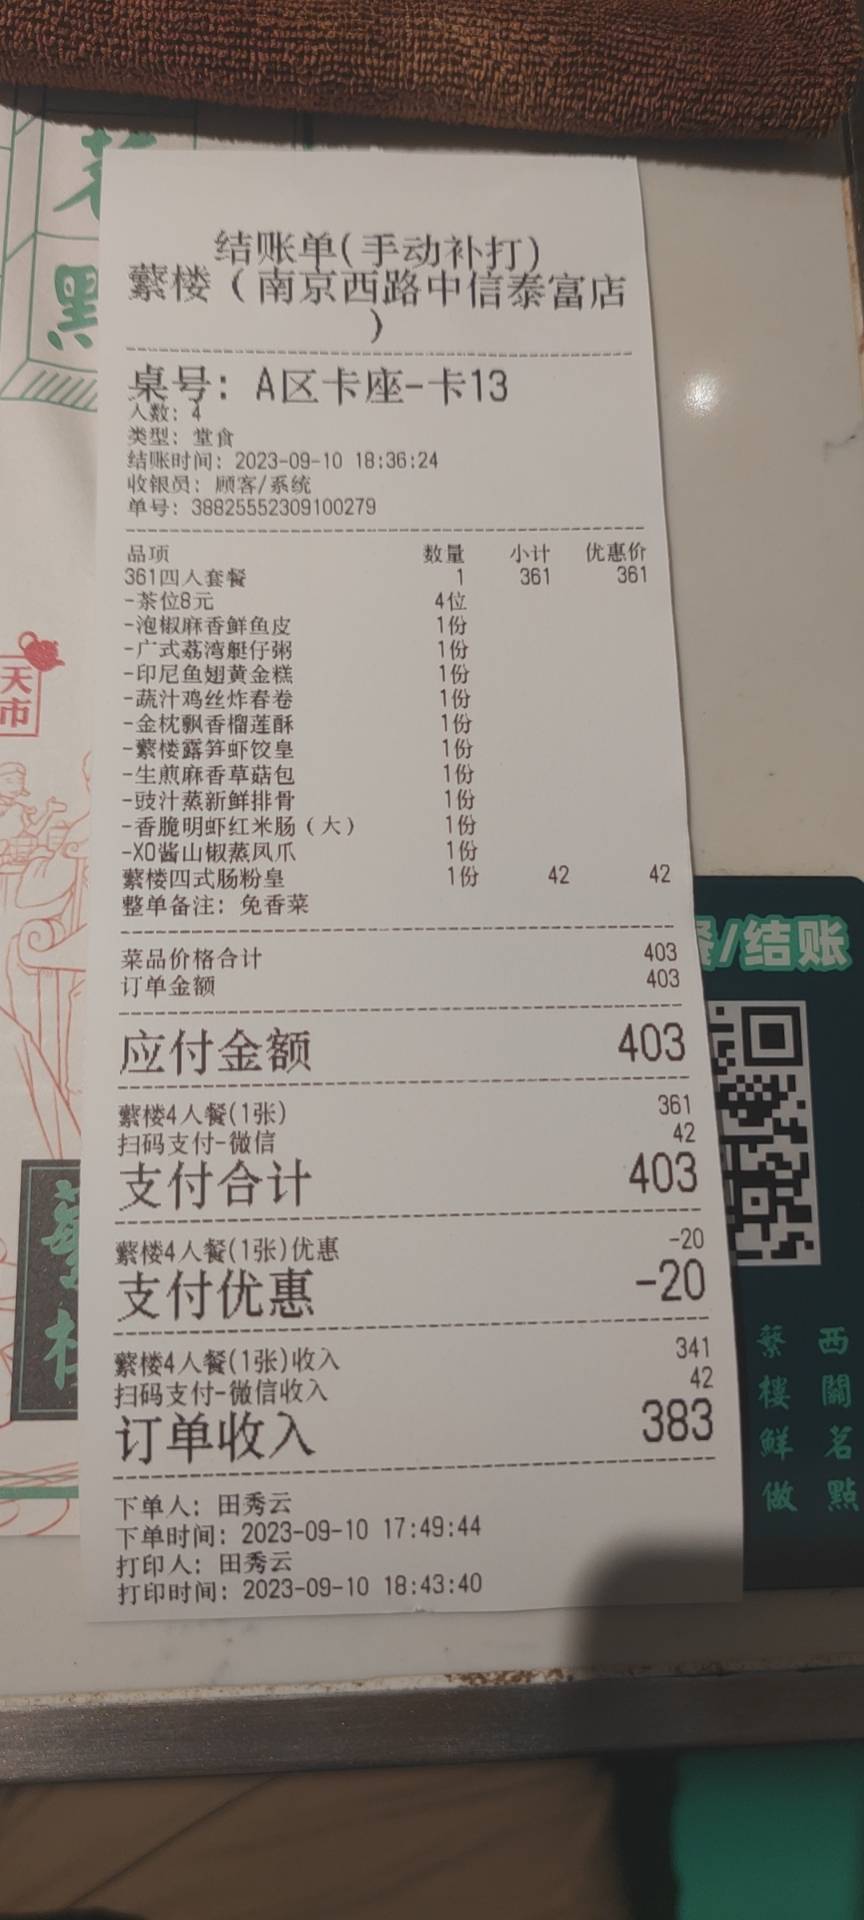 结账单(手动补打)
蘩楼(南京西路中信泰富店
)
桌号: A区卡座-卡13
人数: 4
类型: 堂食
结账时间: 2023-09-10 18:36:24
收银员: 顾客/系统
单号: 38825552309100279
品项 数量 小计 优惠价
361四人套餐 1 361 361
-茶位8元 4位
-泡椒麻香鲜鱼皮 1份
-广式荔湾艇仔粥 1份
-印尼鱼翅黄金糕 1份
-蔬汁鸡丝炸春卷 1份
-金枕飘香榴莲酥 1份
-蘩楼露笋虾饺皇 1份
-生煎麻香草菇包 1份
-豉汁蒸新鲜排骨 1份
-香脆明虾红米肠(大) 1份
-XO酱山椒蒸凤爪 1份
蘩楼四式肠粉皇 1份 42 42
整单备注: 免香菜
菜品价格合计 403
订单金额 403
应付金额 403
蘩楼4人餐(1张) 361
扫码支付-微信 42
支付合计 403
蘩楼4人餐(1张)优惠 -20
支付优惠 -20
蘩楼4人餐(1张)收入 341
扫码支付-微信收入 42
订单收入 383
下单人: 田秀云
下单时间: 2023-09-10 17:49:44
打印人: 田秀云
打印时间: 2023-09-10 18:43:40
點
天
市
餐/结账
西關茗點
蘩樓鮮做